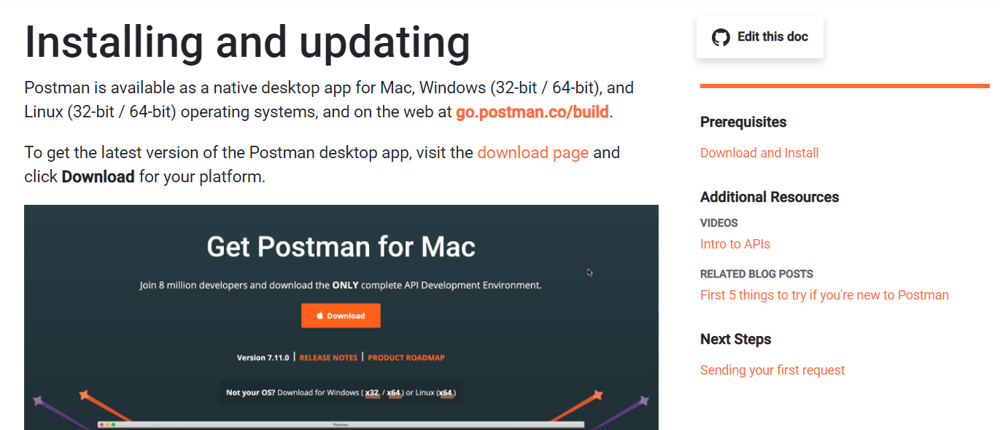 Installing and updating
Postman is available as a native desktop app for Mac, Windows (32-bit / 64-bit), and
Linux (32-bit / 64-bit) operating systems, and on the web at go.postman.co/build.
To get the latest version of the Postman desktop app, visit the download page and
click Download for your platform.
Get Postman for Mac
Join 8 million developers and download the ONLY complete API Development Environment.
Download
Version 7.11.0 | RELEASE NOTES | PRODUCT ROADMAP
Not your OS? Download for Windows ( x32 / x64 ) or Linux (x64 )
Postman
Edit this doc
Prerequisites
Download and Install
Additional Resources
VIDEOS
Intro to APIs
RELATED BLOG POSTS
First 5 things to try if you're new to Postman
Next Steps
Sending your first request